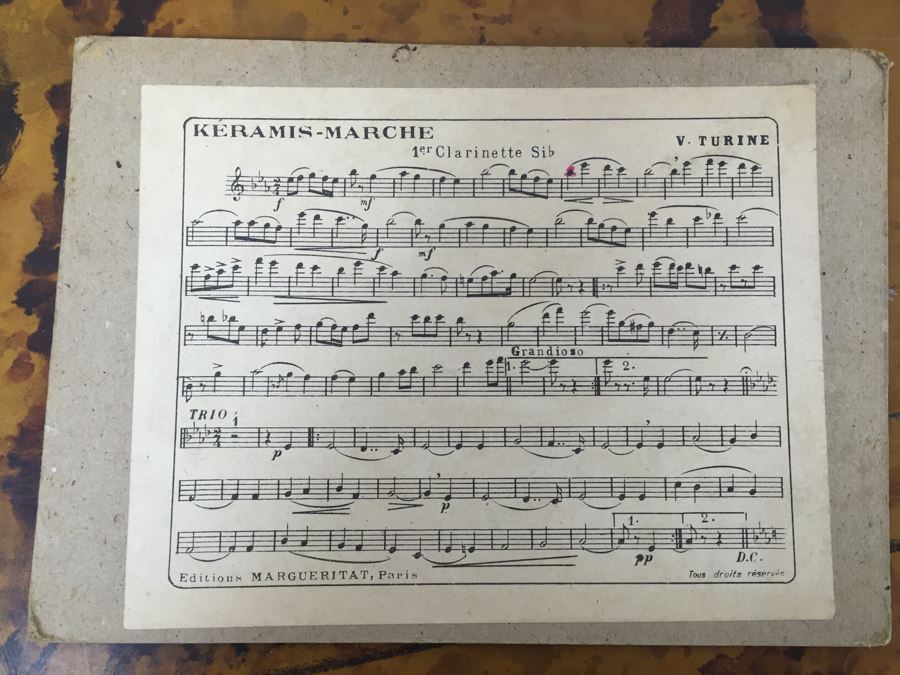 KÉRAMIS-MARCHE
1er Clarinette Sib
V. TURINE
f mf
f mf
Grandioso
1. 2.
TRIO 1
p
p
1. 2.
pp D.C.
Editions MARGUERITAT, Paris
Tous droits réservés